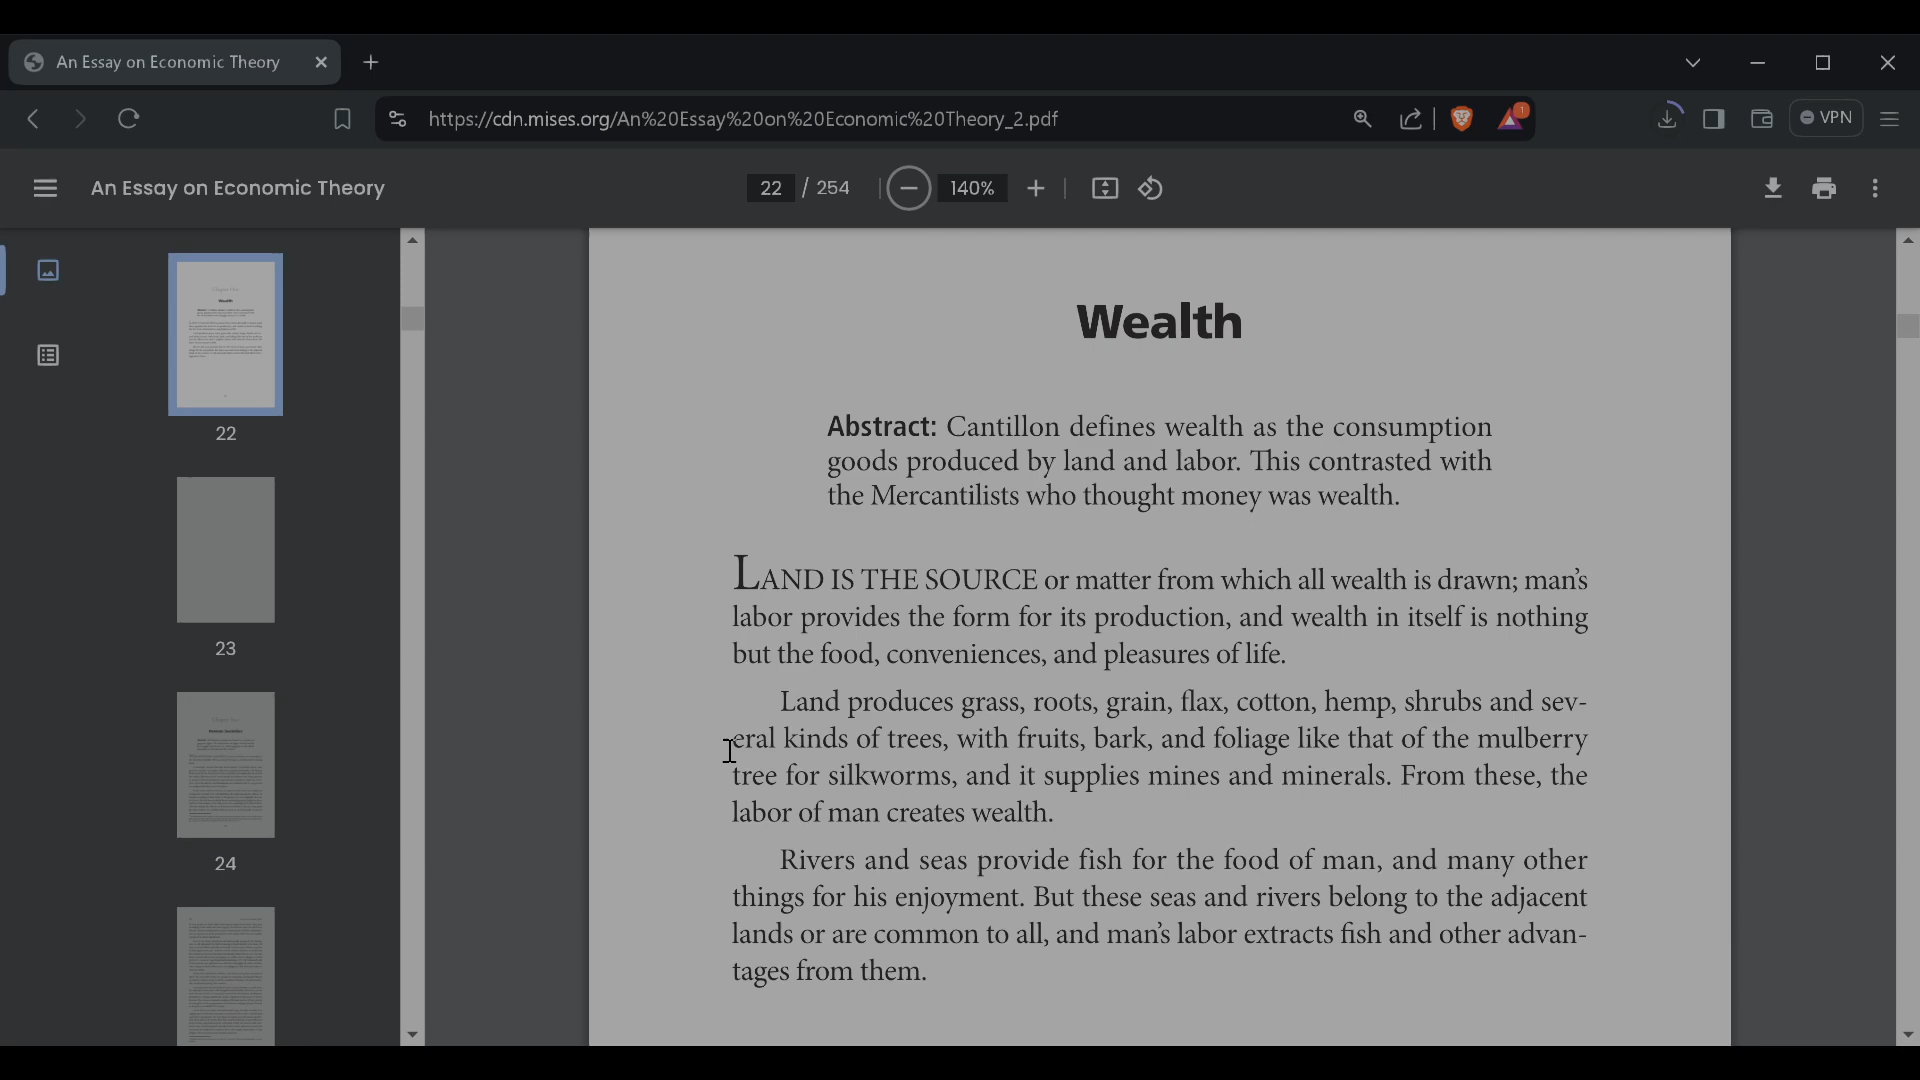 An Essay on Economic Theory
https://cdn.mises.org/An%20Essay%20on%20Economic%20Theory_2.pdf
1
VPN
An Essay on Economic Theory
22 / 254
140%
22
23
24
Wealth
Abstract: Cantillon defines wealth as the consumption
goods produced by land and labor. This contrasted with
the Mercantilists who thought money was wealth.
LAND IS THE SOURCE or matter from which all wealth is drawn; man’s
labor provides the form for its production, and wealth in itself is nothing
but the food, conveniences, and pleasures of life.
Land produces grass, roots, grain, flax, cotton, hemp, shrubs and sev-
eral kinds of trees, with fruits, bark, and foliage like that of the mulberry
tree for silkworms, and it supplies mines and minerals. From these, the
labor of man creates wealth.
Rivers and seas provide fish for the food of man, and many other
things for his enjoyment. But these seas and rivers belong to the adjacent
lands or are common to all, and man’s labor extracts fish and other advan-
tages from them.